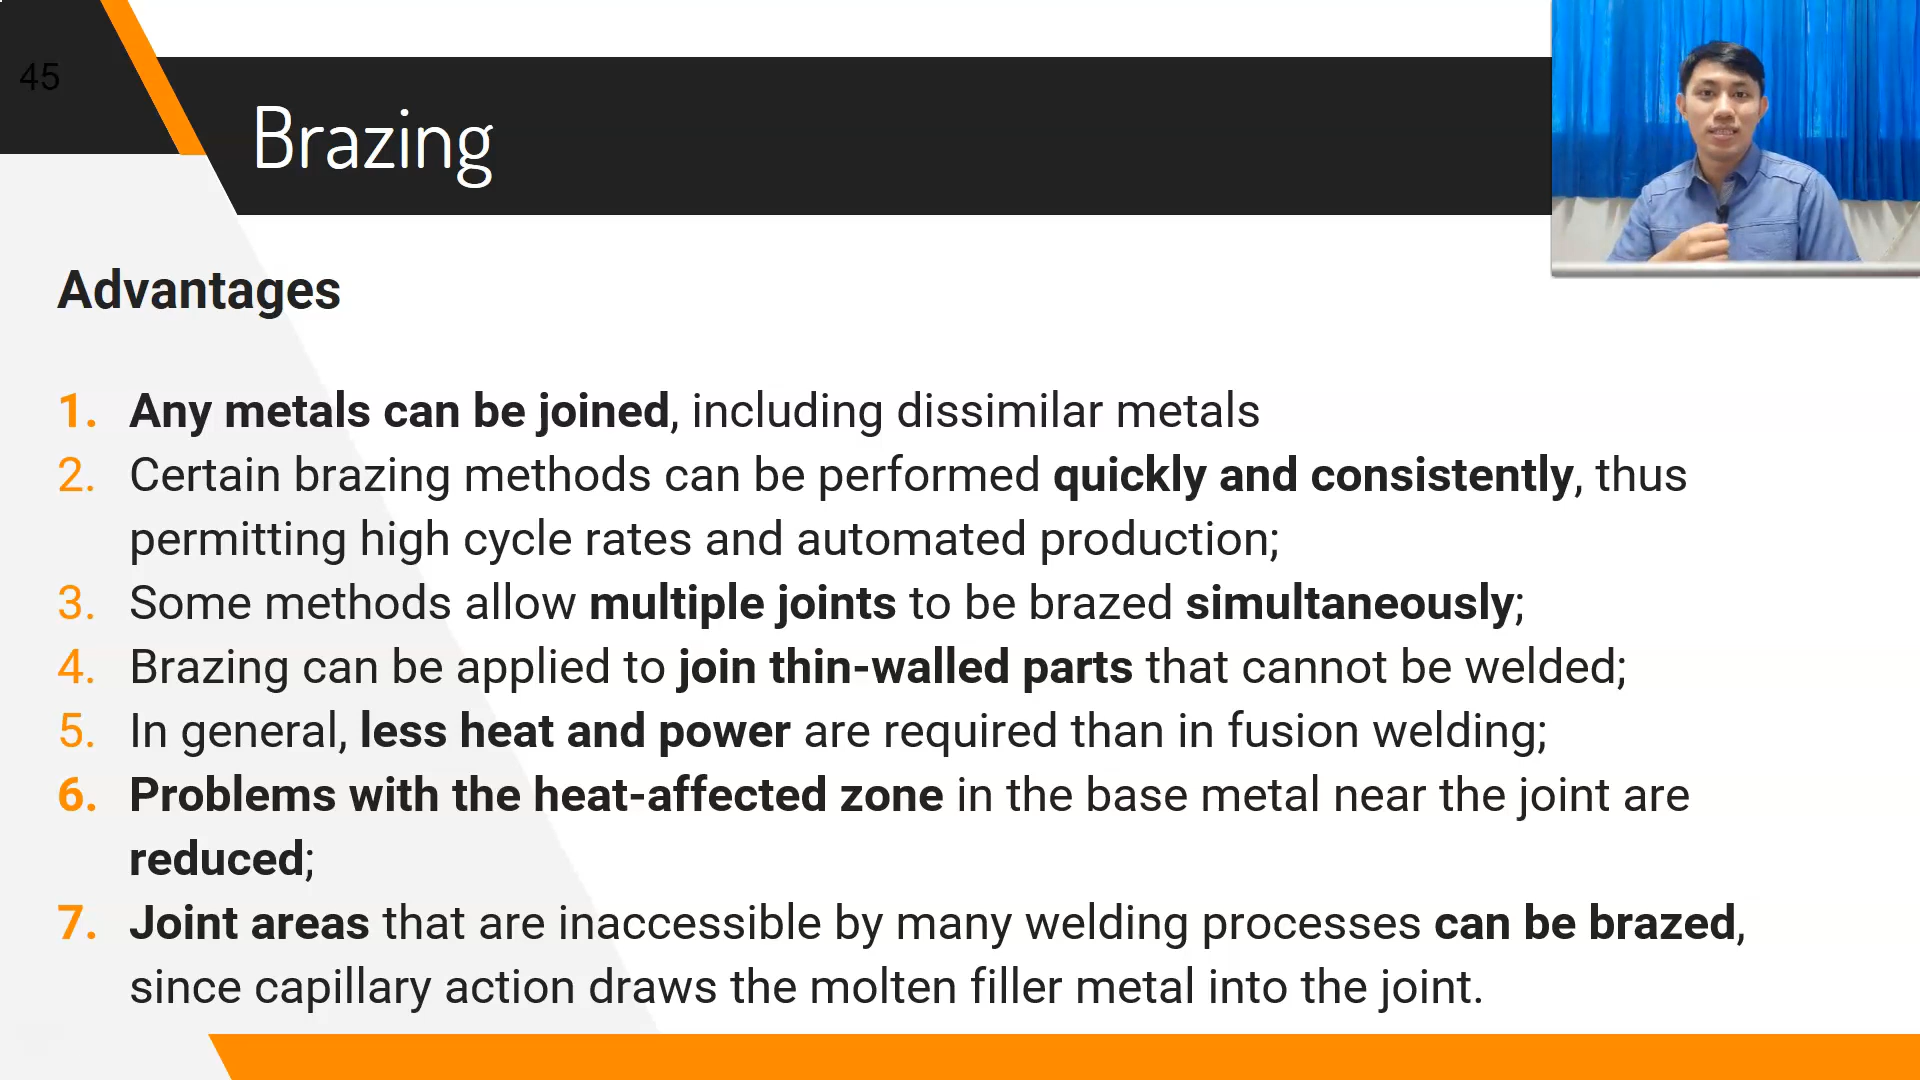 45
Brazing
Advantages
1. Any metals can be joined, including dissimilar metals
2. Certain brazing methods can be performed quickly and consistently, thus
permitting high cycle rates and automated production;
3. Some methods allow multiple joints to be brazed simultaneously;
4. Brazing can be applied to join thin-walled parts that cannot be welded;
5. In general, less heat and power are required than in fusion welding;
6. Problems with the heat-affected zone in the base metal near the joint are
reduced;
7. Joint areas that are inaccessible by many welding processes can be brazed,
since capillary action draws the molten filler metal into the joint.